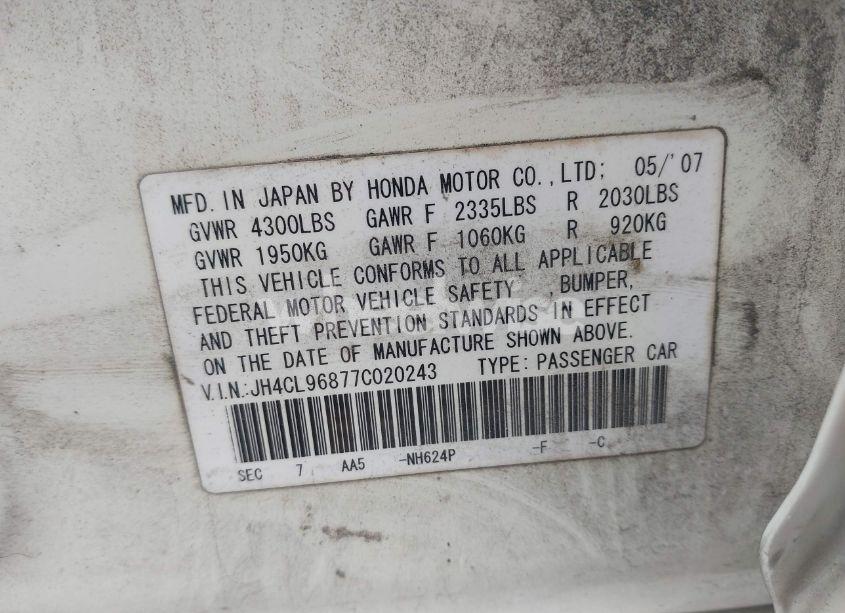 MFD. IN JAPAN BY HONDA MOTOR CO., LTD; 05/'07
GVWR 4300LBS GAWR F 2335LBS R 2030LBS
GVWR 1950KG GAWR F 1060KG R 920KG
THIS VEHICLE CONFORMS TO ALL APPLICABLE
FEDERAL MOTOR VEHICLE SAFETY , BUMPER,
AND THEFT PREVENTION STANDARDS IN EFFECT
ON THE DATE OF MANUFACTURE SHOWN ABOVE.
V.I.N.:JH4CL96877C020243 TYPE: PASSENGER CAR
SEC 7 AA5 -NH624P -F -C